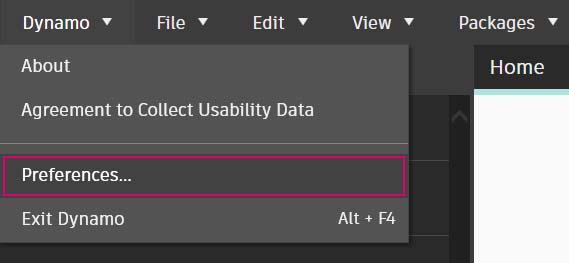 Dynamo File Edit View Packages
About
Home
Agreement to Collect Usability Data
Preferences...
Exit Dynamo Alt + F4